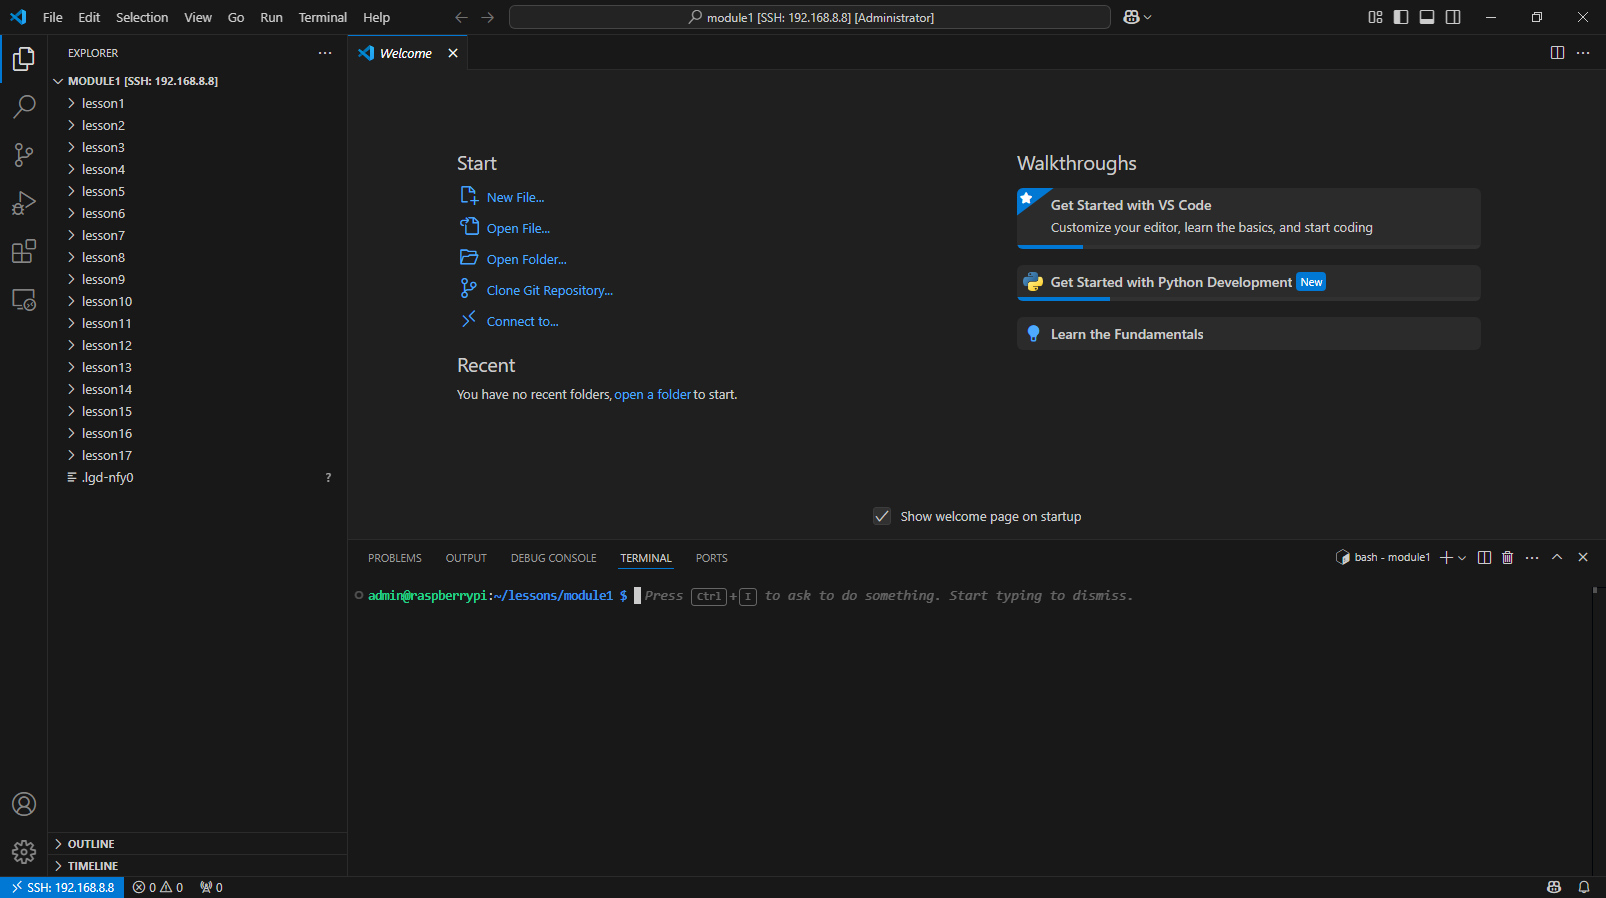 File Edit Selection View Go Run Terminal Help
module1 [SSH: 192.168.8.8] [Administrator]
EXPLORER
Welcome
MODULE1 [SSH: 192.168.8.8]
lesson1
lesson2
lesson3
lesson4
lesson5
lesson6
lesson7
lesson8
lesson9
lesson10
lesson11
lesson12
lesson13
lesson14
lesson15
lesson16
lesson17
.lgd-nfy0 ?
OUTLINE
TIMELINE
Start
New File...
Open File...
Open Folder...
Clone Git Repository...
Connect to...
Recent
You have no recent folders, open a folder to start.
Walkthroughs
Get Started with VS Code
Customize your editor, learn the basics, and start coding
Get Started with Python Development New
Learn the Fundamentals
Show welcome page on startup
PROBLEMS OUTPUT DEBUG CONSOLE TERMINAL PORTS
bash - module1
admin@raspberrypi:~/lessons/module1 $ Press Ctrl+I to ask to do something. Start typing to dismiss.
SSH: 192.168.8.8 0 0 0